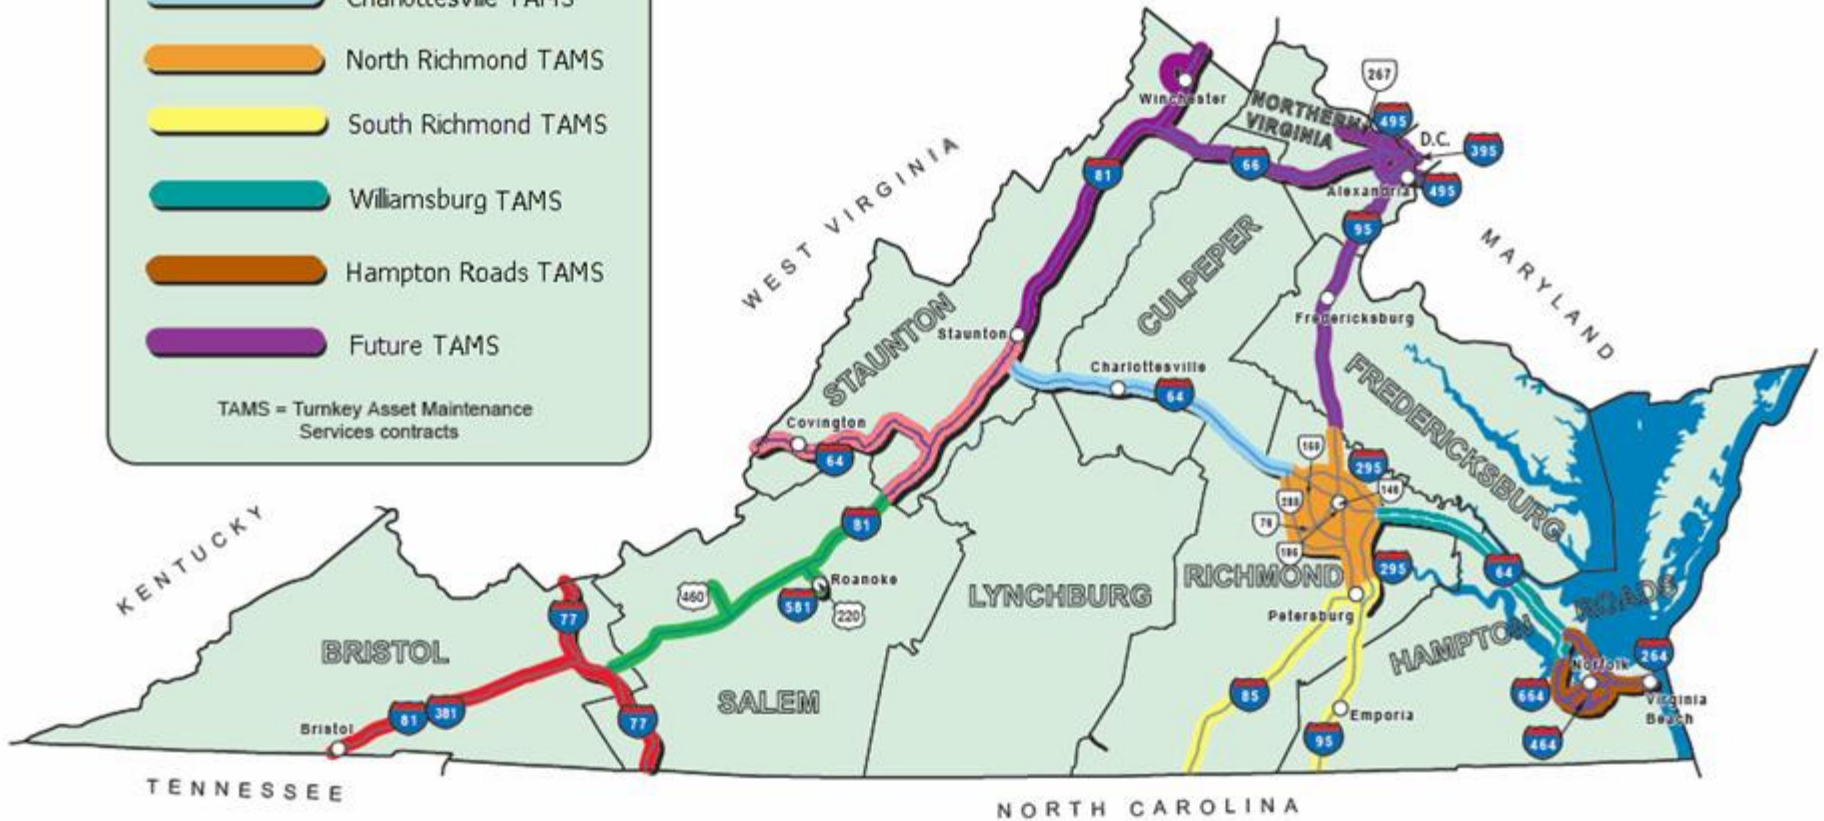 Charlottesville TAMS
North Richmond TAMS
South Richmond TAMS
Williamsburg TAMS
Hampton Roads TAMS
Future TAMS
TAMS = Turnkey Asset Maintenance
Services contracts
267
495
D.C.
395
495
Winchester
NORTHERN
VIRGINIA
66
81
Alexandria
95
WEST VIRGINIA
MARYLAND
CULPEPER
Fredericksburg
STAUNTON
Staunton
Charlottesville
64
FREDERICKSBURG
Covington
64
295
288
146
76
KENTUCKY
81
295
64
RICHMOND
Petersburg
LYNCHBURG
Roanoke
460
581
220
77
BRISTOL
HAMPTON
ROADS
Norfolk
264
664
Virginia
Beach
464
SALEM
85
Emporia
95
81
381
77
Bristol
TENNESSEE
NORTH CAROLINA